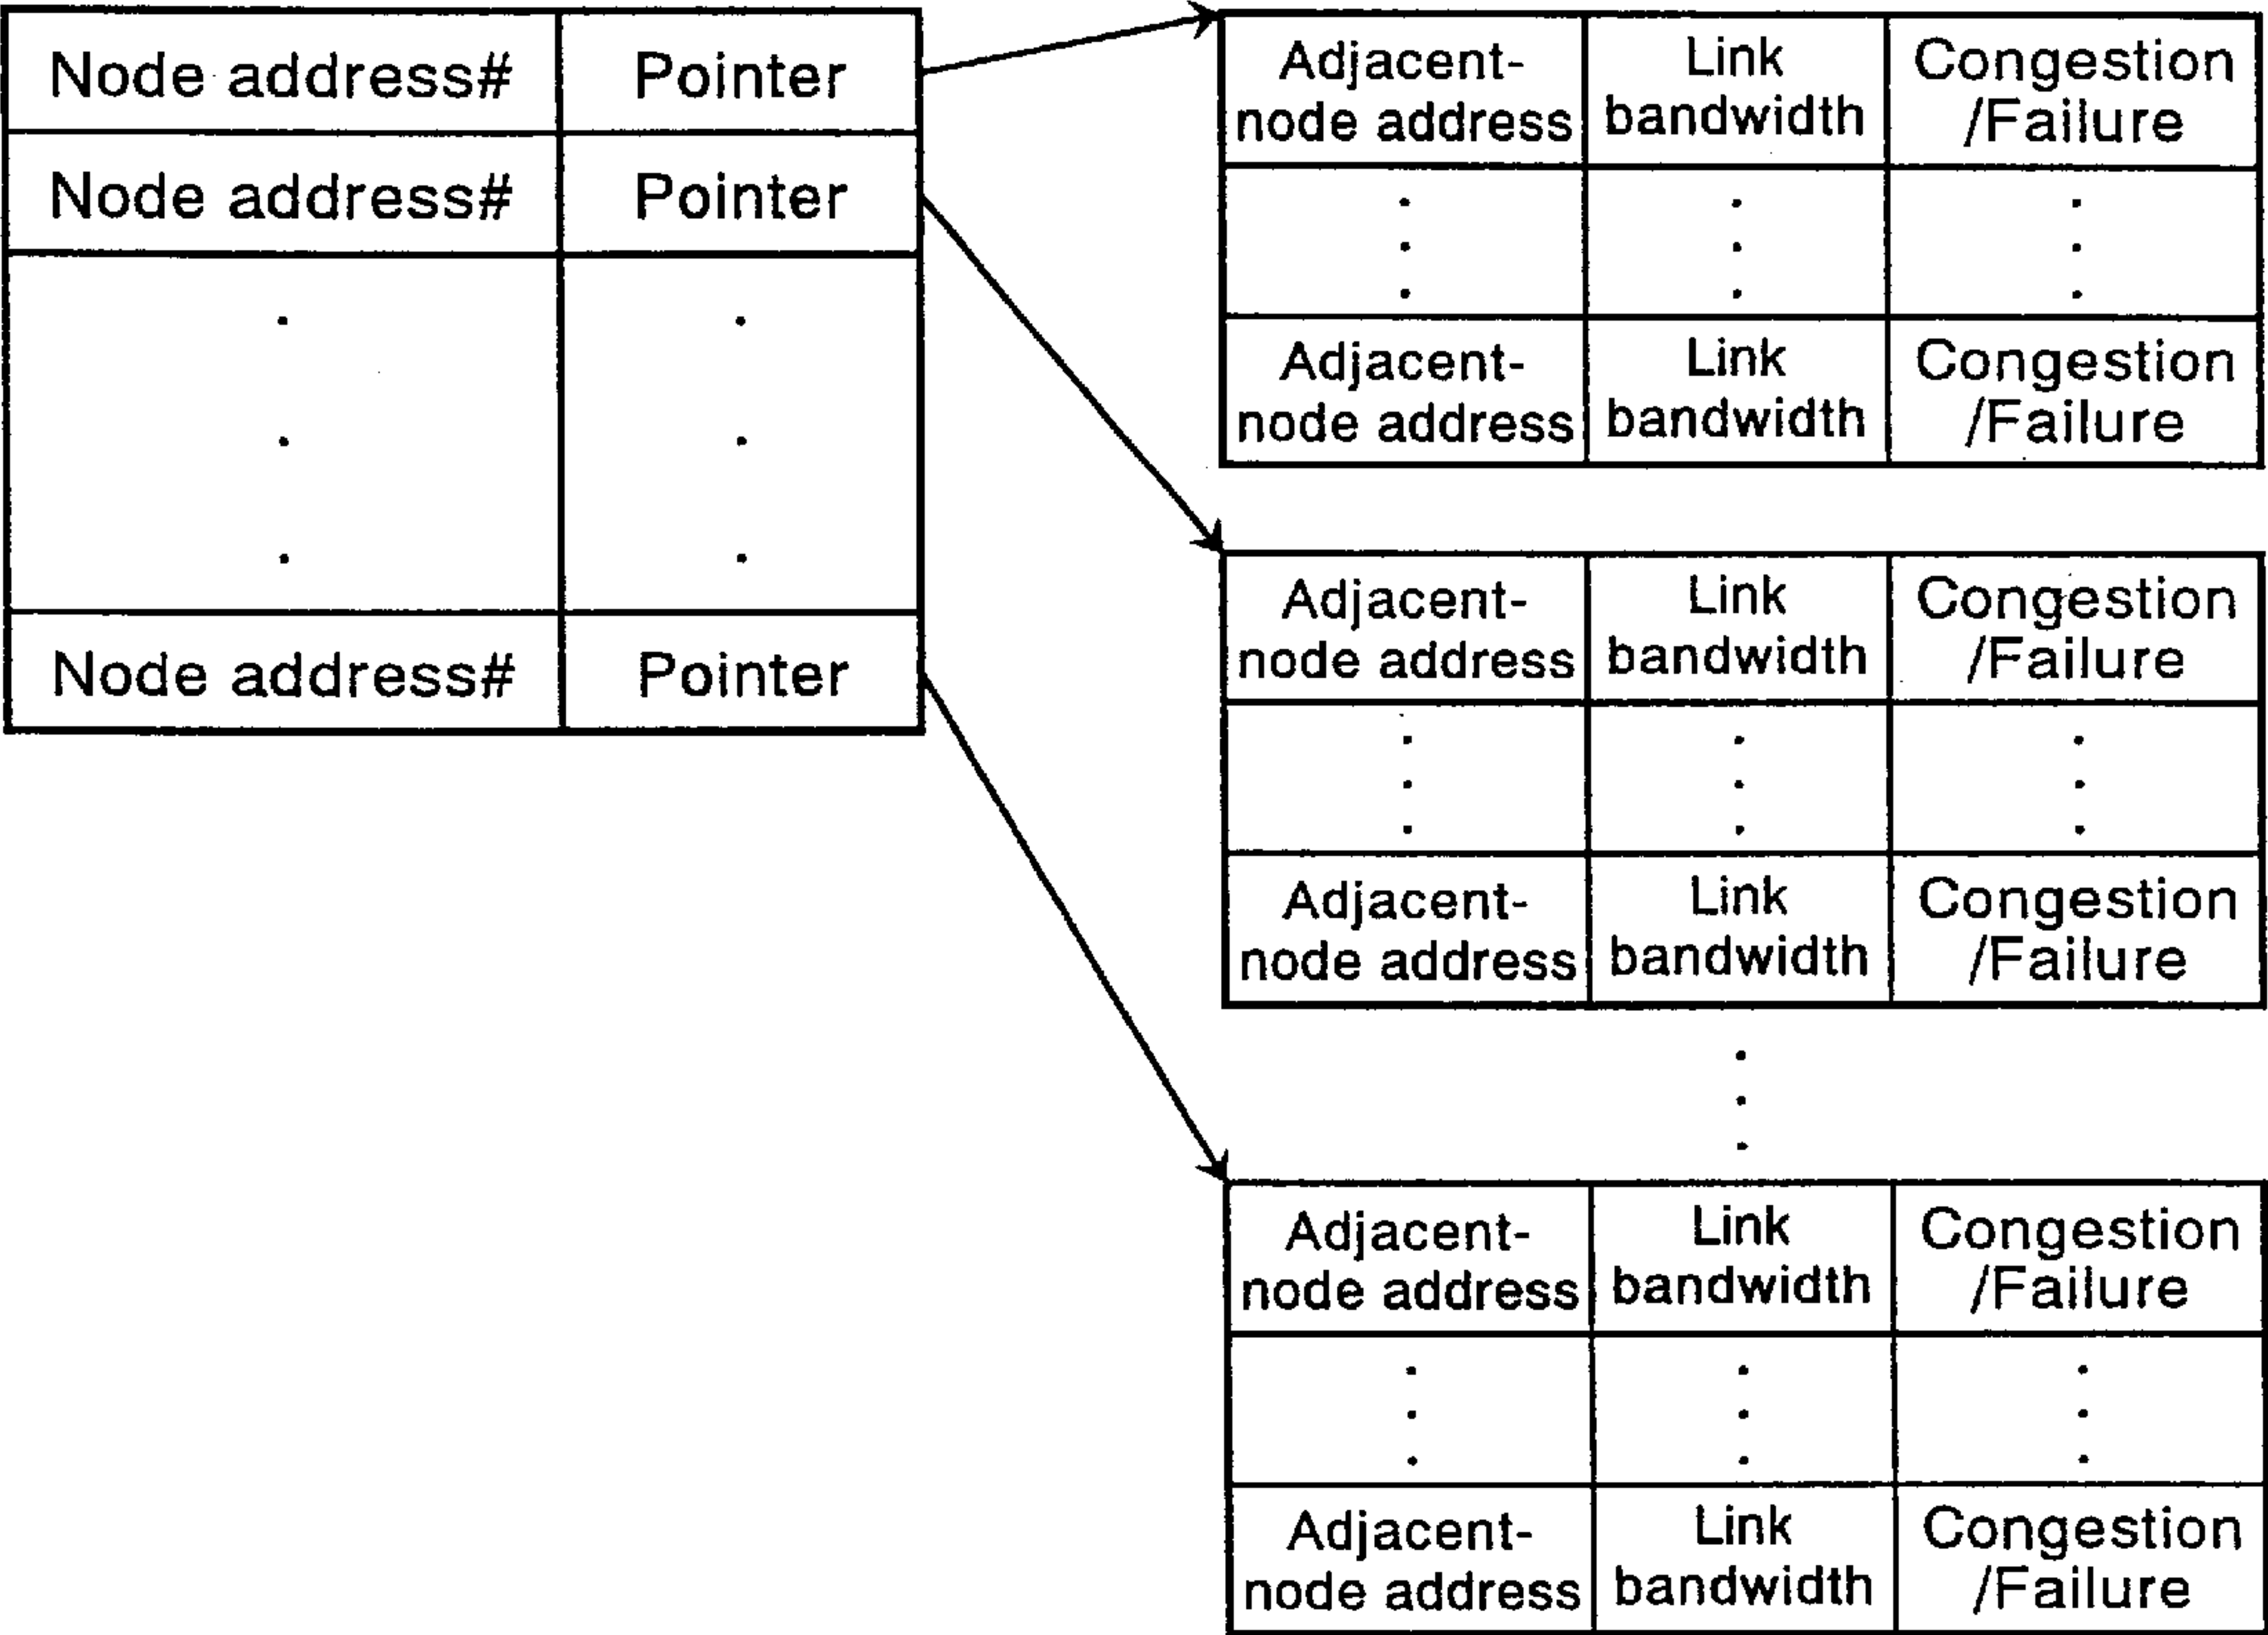 Node address# Pointer
Node address# Pointer
Node address# Pointer
Adjacent- Link Congestion
node address bandwidth /Failure
Adjacent- Link Congestion
node address bandwidth /Failure
Adjacent- Link Congestion
node address bandwidth /Failure
Adjacent- Link Congestion
node address bandwidth /Failure
Adjacent- Link Congestion
node address bandwidth /Failure
Adjacent- Link Congestion
node address bandwidth /Failure